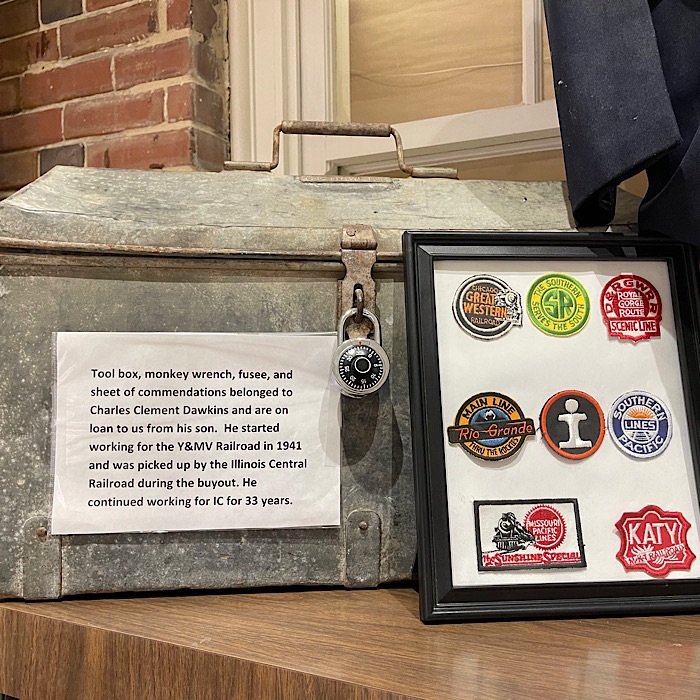 Tool box, monkey wrench, fusee, and
sheet of commendations belonged to
Charles Clement Dawkins and are on
loan to us from his son. He started
working for the Y&MV Railroad in 1941
and was picked up by the Illinois Central
Railroad during the buyout. He
continued working for IC for 33 years.
CHICAGO
GREAT
WESTERN
RAILROAD
THE SOUTHERN
SR
SERVES THE SOUTH
D&RGWRR
ROYAL
GORGE
ROUTE
SCENIC LINE
MAIN LINE
Rio Grande
THRU THE ROCKIES
i
SOUTHERN
LINES
PACIFIC
MISSOURI
PACIFIC
LINES
The SUNSHINE SPECIAL
KATY